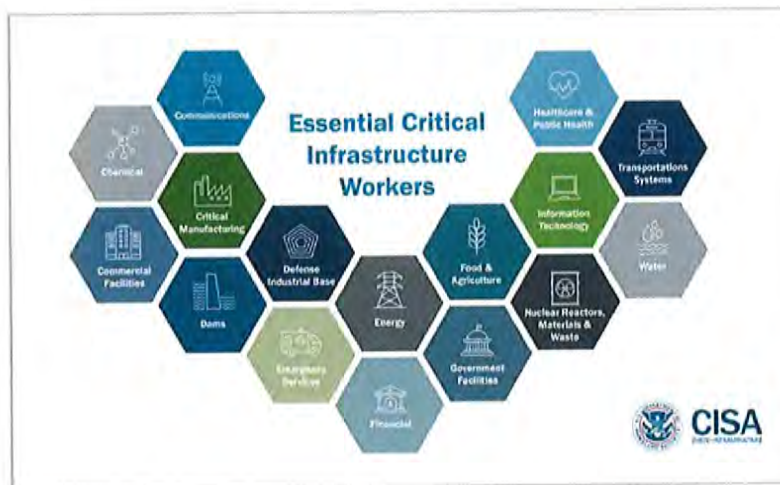 Essential Critical
Infrastructure
Workers
Communications
Healthcare &
Public Health
Chemical
Transportations
Systems
Critical
Manufacturing
Information
Technology
Commercial
Facilities
Defense
Industrial Base
Food &
Agriculture
Water
Dams
Energy
Nuclear Reactors,
Materials &
Waste
Emergency
Services
Government
Facilities
Financial
CISA